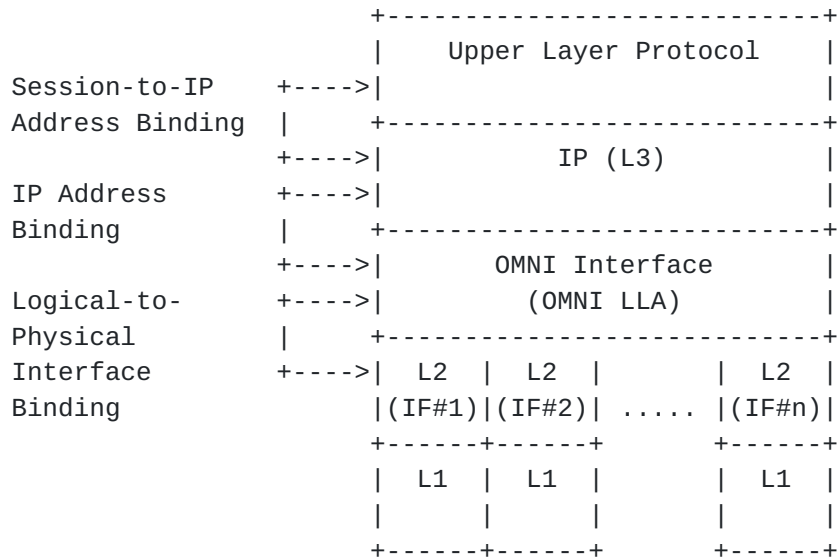 +----------------------------+
                       |    Upper Layer Protocol    |
Session-to-IP    +---->|                            |
Address Binding  |     +----------------------------+
                 +---->|           IP (L3)          |
IP Address       +---->|                            |
Binding          |     +----------------------------+
                 +---->|       OMNI Interface       |
Logical-to-      +---->|         (OMNI LLA)         |
Physical         |     +----------------------------+
Interface        +---->|  L2  |  L2  |       |  L2  |
Binding                |(IF#1)|(IF#2)| ..... |(IF#n)|
                       +------+------+       +------+
                       |  L1  |  L1  |       |  L1  |
                       |      |      |       |      |
                       +------+------+       +------+